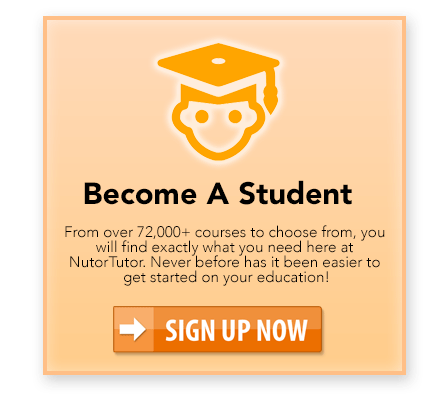 Become A Student
From over 72,000+ courses to choose from, you
will find exactly what you need here at
NutorTutor. Never before has it been easier to
get started on your education!
SIGN UP NOW